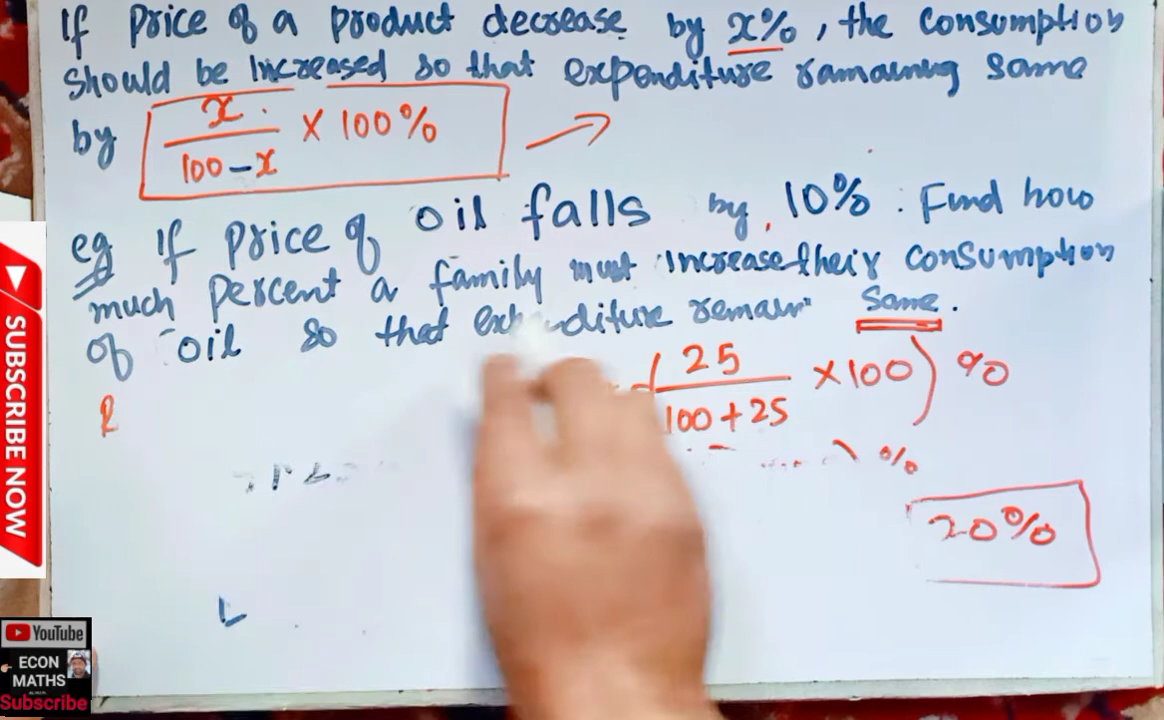 If price of a product decrease by x%, the consumption
should be increased so that expenditure remaining same
by x / 100-x × 100%
eg If price of oil falls by 10%. Find how
much percent a family must increase their consumption
of oil so that expenditure remain same.
25 / 100+25 × 100) %
%
20%
SUBSCRIBE NOW
YouTube
ECON
MATHS
Subscribe